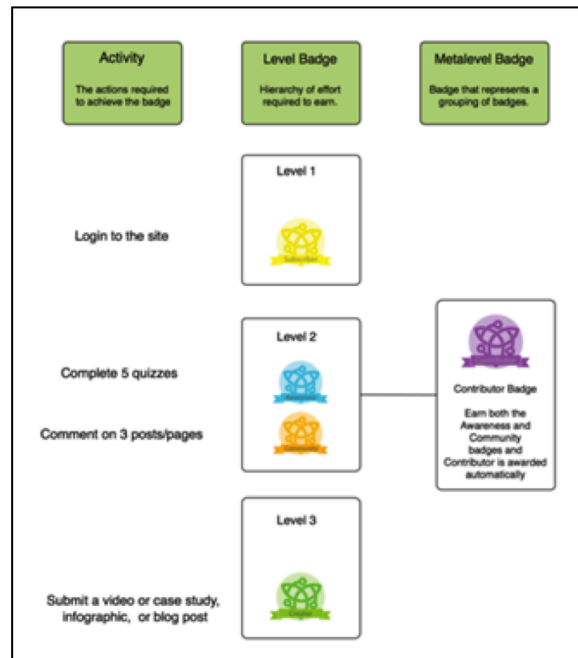 Activity
The actions required
to achieve the badge
Level Badge
Hierarchy of effort
required to earn.
Metalevel Badge
Badge that represents a
grouping of badges.
Level 1
Login to the site
Subscriber
Level 2
Complete 5 quizzes
Awareness
Comment on 3 posts/pages
Community
Contributor Badge
Earn both the
Awareness and
Community
badges and
Contributor is awarded
automatically
Level 3
Submit a video or case study,
infographic, or blog post
Creator